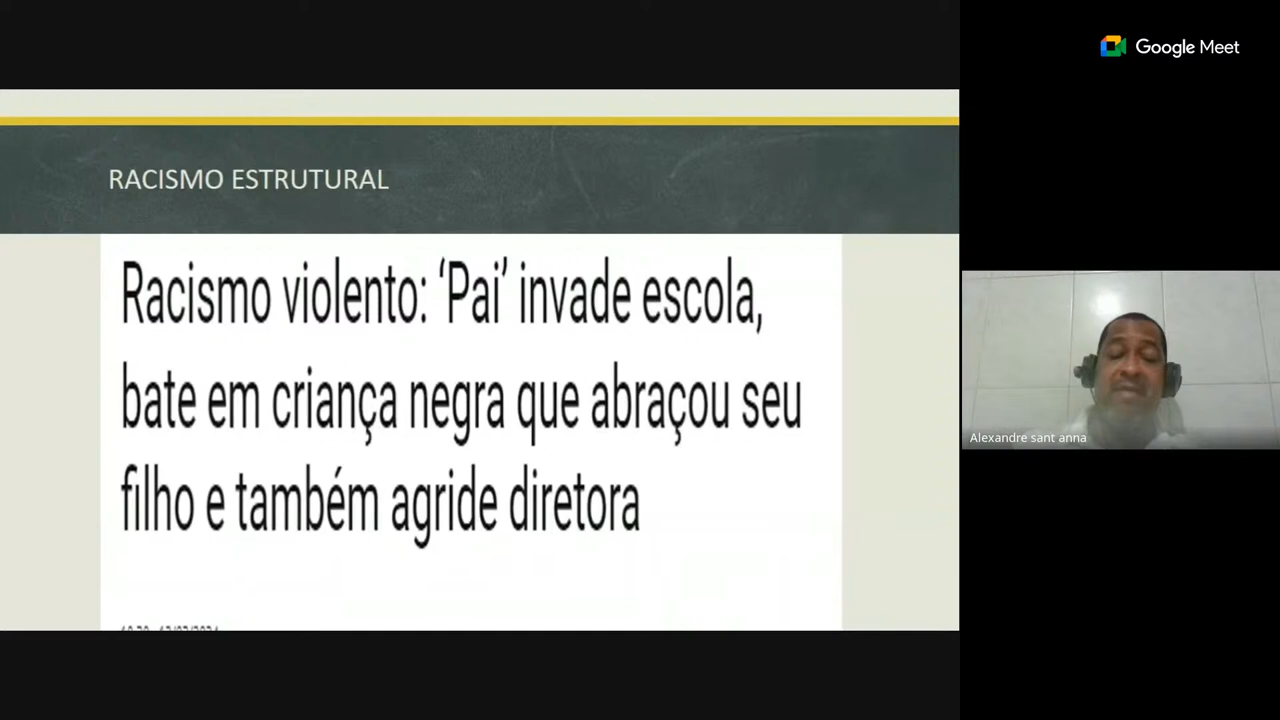 Google Meet
RACISMO ESTRUTURAL
Racismo violento: ‘Pai’ invade escola,
bate em criança negra que abraçou seu
filho e também agride diretora
Alexandre sant anna